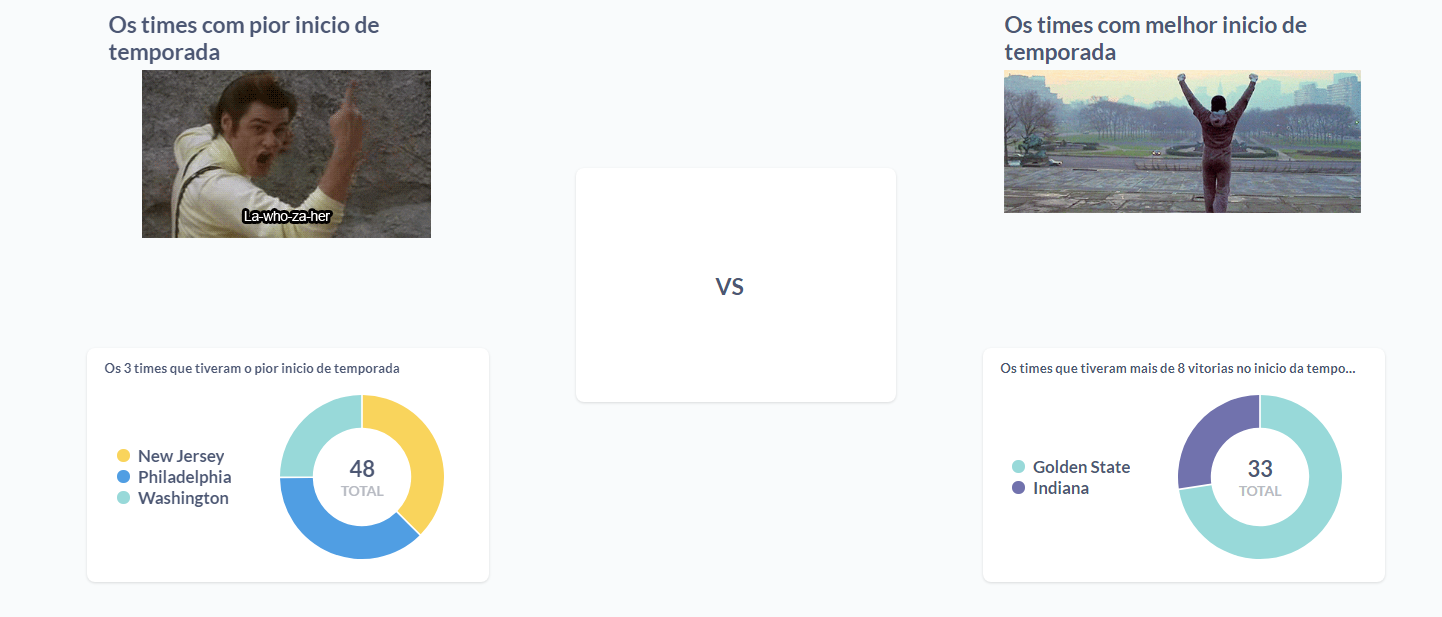 Os times com pior inicio de
temporada
La-who-za-her
Os times com melhor inicio de
temporada
VS
Os 3 times que tiveram o pior inicio de temporada
New Jersey
Philadelphia
Washington
48
TOTAL
Os times que tiveram mais de 8 vitorias no inicio da tempo...
Golden State
Indiana
33
TOTAL